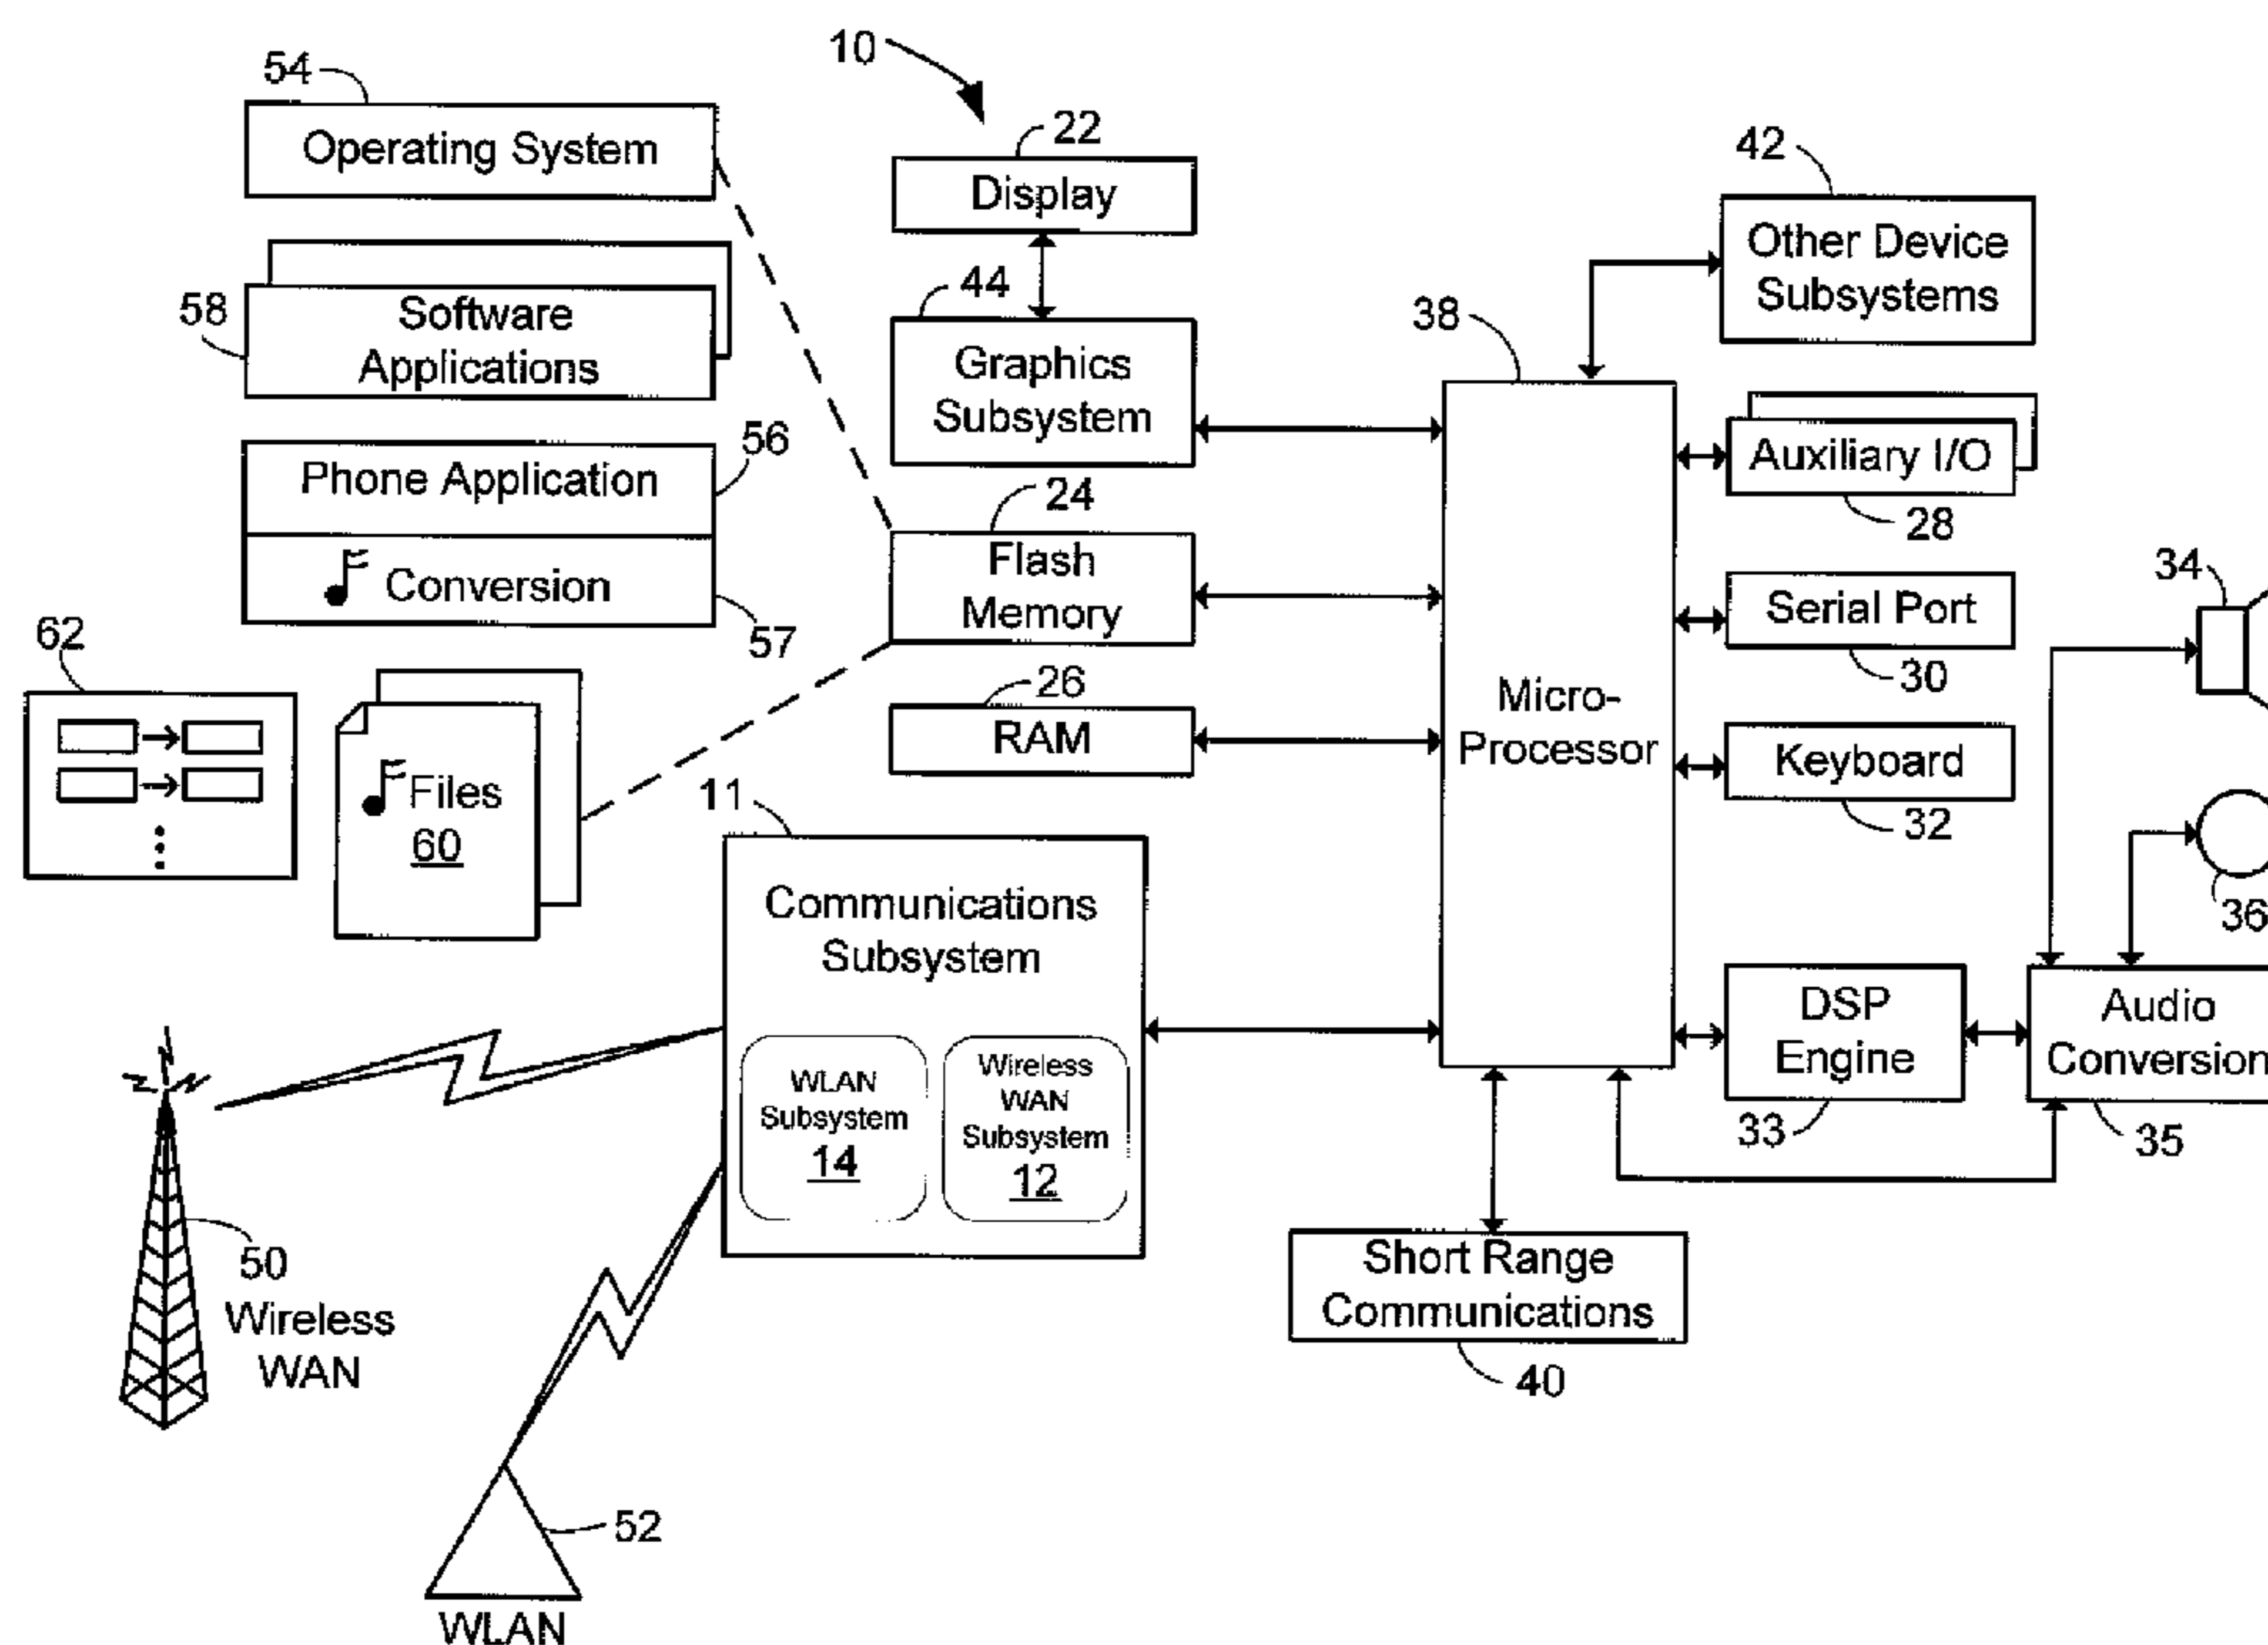 10
54
Operating System
22
Display
42
Other Device
Subsystems
58
Software
Applications
44
Graphics
Subsystem
38
Micro-
Processor
Auxiliary I/O
28
56
Phone Application
Conversion
57
24
Flash
Memory
Serial Port
30
34
62
Files
60
26
RAM
Keyboard
32
36
11
Communications
Subsystem
WLAN
Subsystem
14
Wireless
WAN
Subsystem
12
DSP
Engine
33
Audio
Conversion
35
50
Wireless
WAN
Short Range
Communications
40
52
WLAN